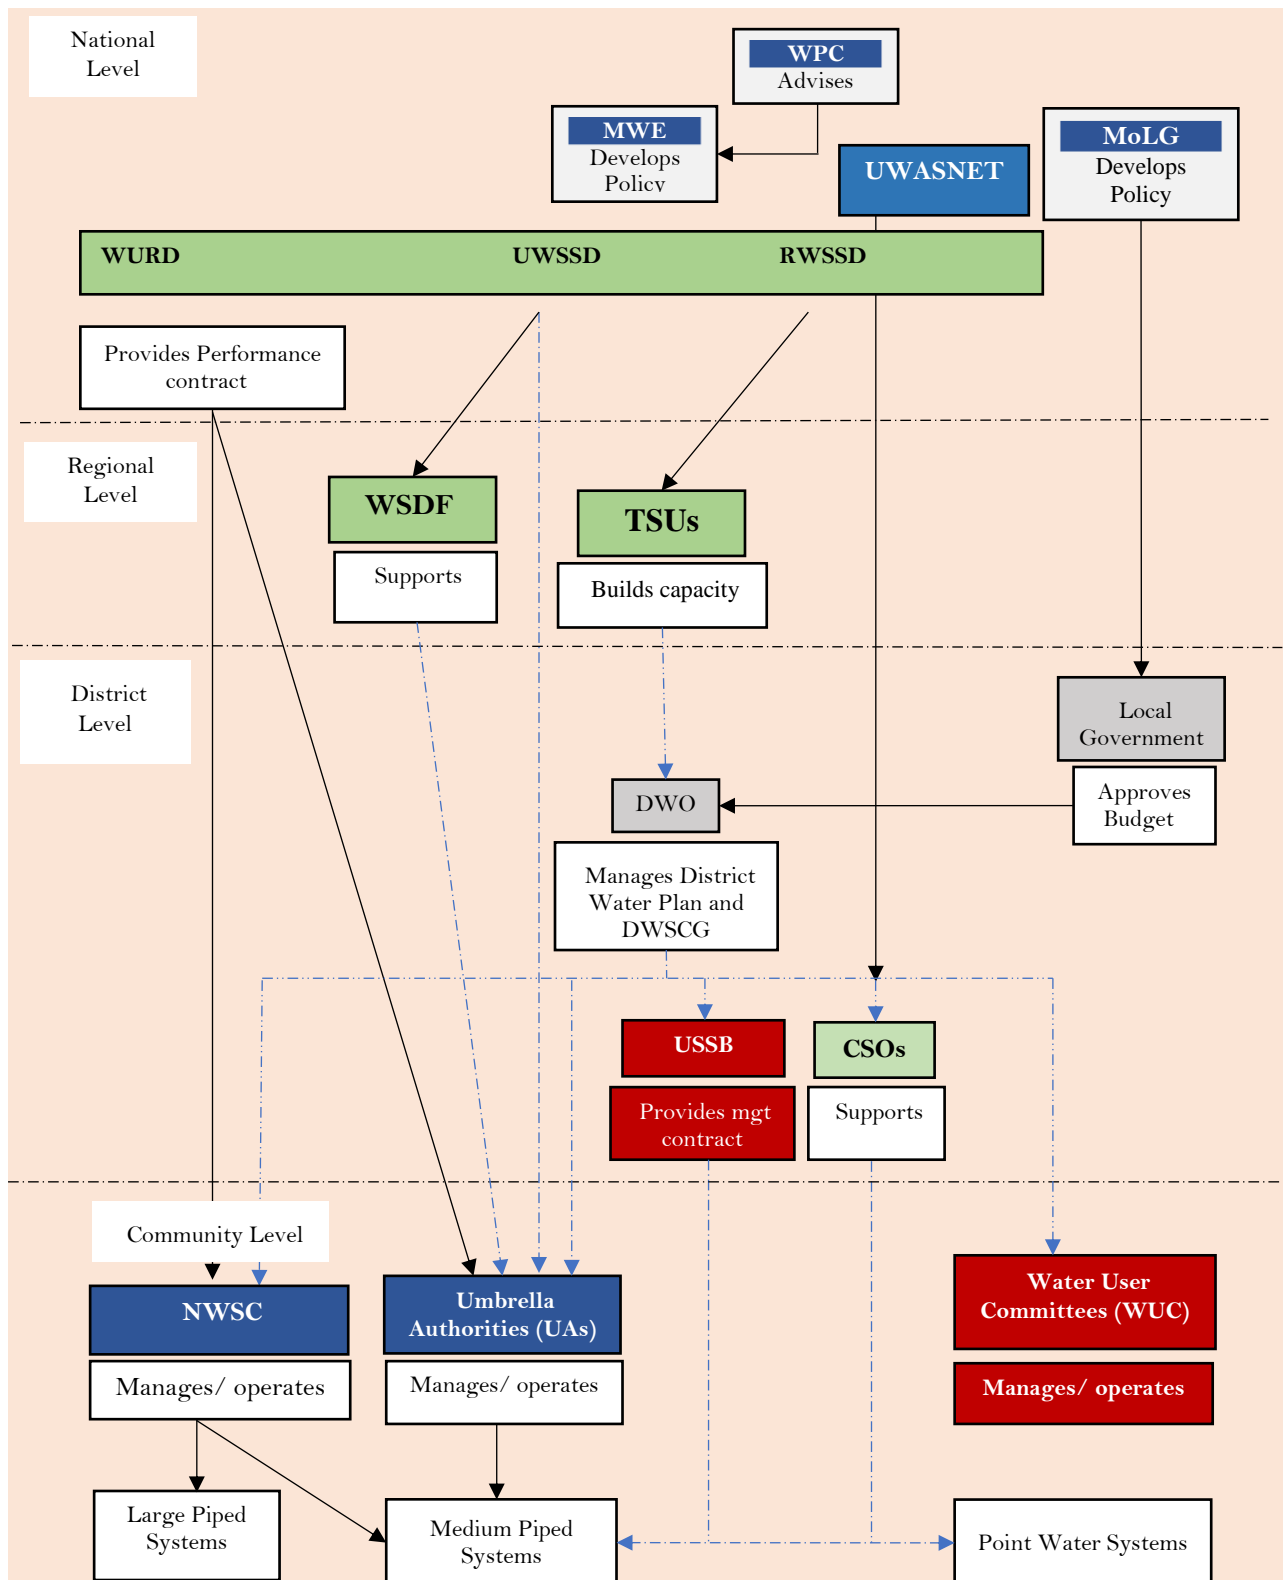 National
Level
WPC
Advises
MWE
Develops
Policy
UWASNET
MoLG
Develops
Policy
WURD
UWSSD
RWSSD
Provides Performance
contract
Regional
Level
WSDF
Supports
TSUs
Builds capacity
District
Level
Local
Government
Approves
Budget
DWO
Manages District
Water Plan and
DWSCG
USSB
Provides mgt
contract
CSOs
Supports
Community Level
NWSC
Manages/ operates
Umbrella
Authorities (UAs)
Manages/ operates
Water User
Committees (WUC)
Manages/ operates
Large Piped
Systems
Medium Piped
Systems
Point Water Systems